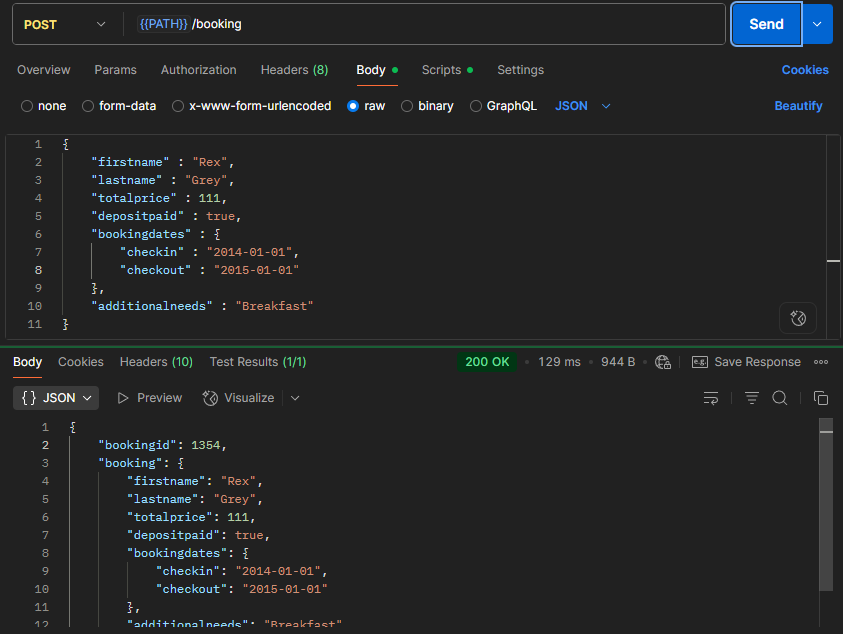 POST {{PATH}} /booking Send
Overview Params Authorization Headers (8) Body Scripts Settings Cookies
none form-data x-www-form-urlencoded raw binary GraphQL JSON Beautify
1 {
2 "firstname" : "Rex",
3 "lastname" : "Grey",
4 "totalprice" : 111,
5 "depositpaid" : true,
6 "bookingdates" : {
7 "checkin" : "2014-01-01",
8 "checkout" : "2015-01-01"
9 },
10 "additionalneeds" : "Breakfast"
11 }
Body Cookies Headers (10) Test Results (1/1) 200 OK 129 ms 944 B e.g. Save Response
{} JSON Preview Visualize
1 {
2 "bookingid": 1354,
3 "booking": {
4 "firstname": "Rex",
5 "lastname": "Grey",
6 "totalprice": 111,
7 "depositpaid": true,
8 "bookingdates": {
9 "checkin": "2014-01-01",
10 "checkout": "2015-01-01"
11 },
12 "additionalneeds": "Breakfast"